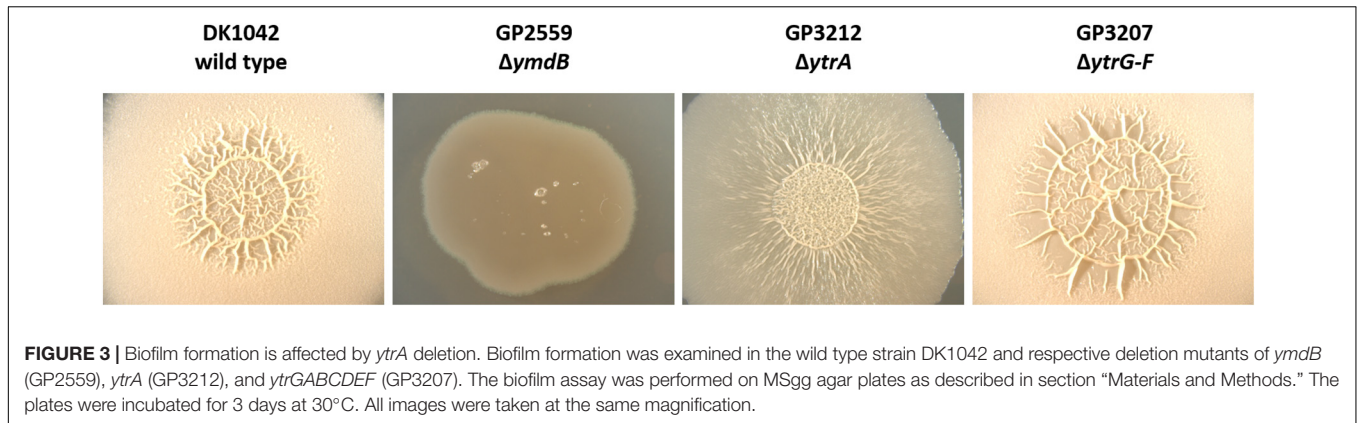 DK1042 GP2559 GP3212 GP3207
wild type ΔymdB ΔytrA ΔytrG-F
FIGURE 3 | Biofilm formation is affected by ytrA deletion. Biofilm formation was examined in the wild type strain DK1042 and respective deletion mutants of ymdB
(GP2559), ytrA (GP3212), and ytrGABCDEF (GP3207). The biofilm assay was performed on MSgg agar plates as described in section “Materials and Methods.” The
plates were incubated for 3 days at 30°C. All images were taken at the same magnification.